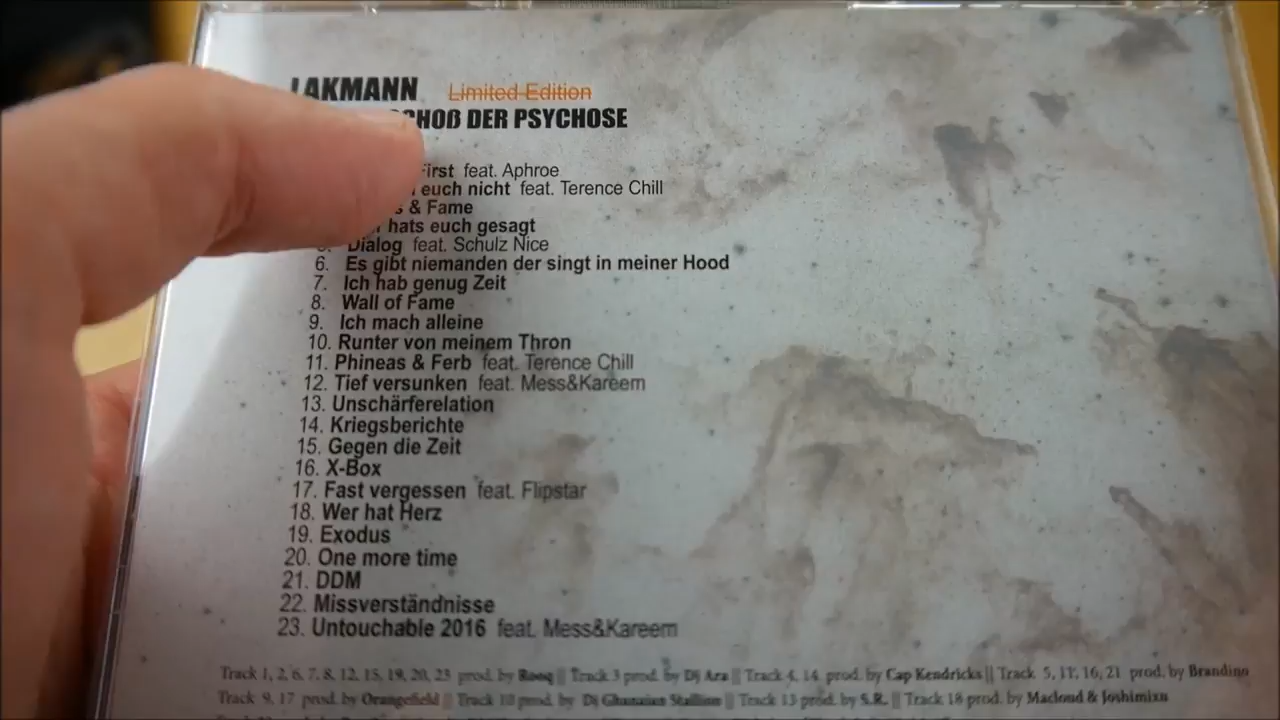 LAKMANN Limited Edition
SCHOß DER PSYCHOSE
First feat. Aphroe
euch nicht feat. Terence Chill
& Fame
hats euch gesagt
5. Dialog feat. Schulz Nice
6. Es gibt niemanden der singt in meiner Hood
7. Ich hab genug Zeit
8. Wall of Fame
9. Ich mach alleine
10. Runter von meinem Thron
11. Phineas & Ferb feat. Terence Chill
12. Tief versunken feat. Mess&Kareem
13. Unschärferelation
14. Kriegsberichte
15. Gegen die Zeit
16. X-Box
17. Fast vergessen feat. Flipstar
18. Wer hat Herz
19. Exodus
20. One more time
21. DDM
22. Missverständnisse
23. Untouchable 2016 feat. Mess&Kareem
Track 1, 2, 6, 7, 8, 12, 15, 19, 20, 23 prod. by Rooq || Track 3 prod. by Dj Ara || Track 4, 14 prod. by Cap Kendricks || Track 5, 11, 16, 21 prod. by Brandino
Track 9, 17 prod. by Orangefield || Track 10 prod. by Dj Ghanaian Stallion || Track 13 prod. by S.R. || Track 18 prod. by Macloud & Joshimixu